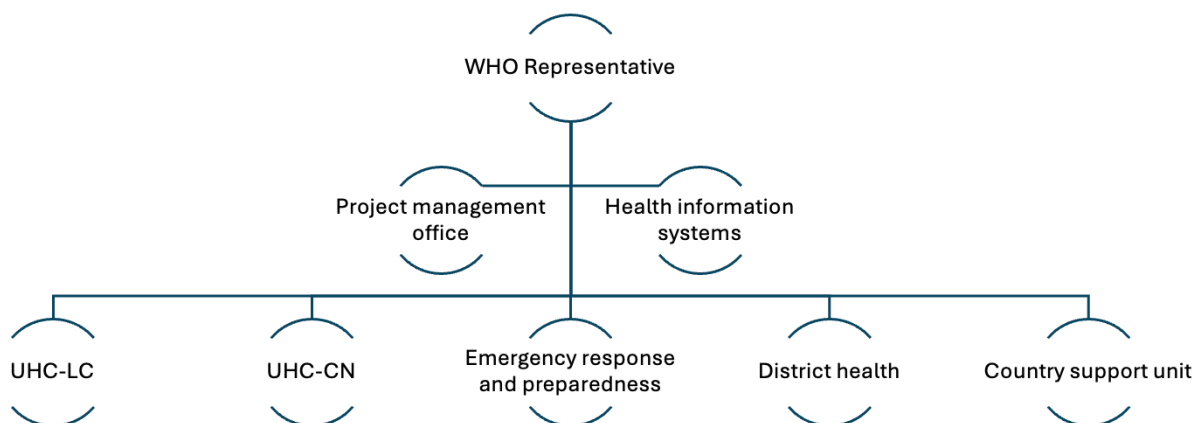 WHO Representative
Project management
office
Health information
systems
UHC-LC
UHC-CN
Emergency response
and preparedness
District health
Country support unit